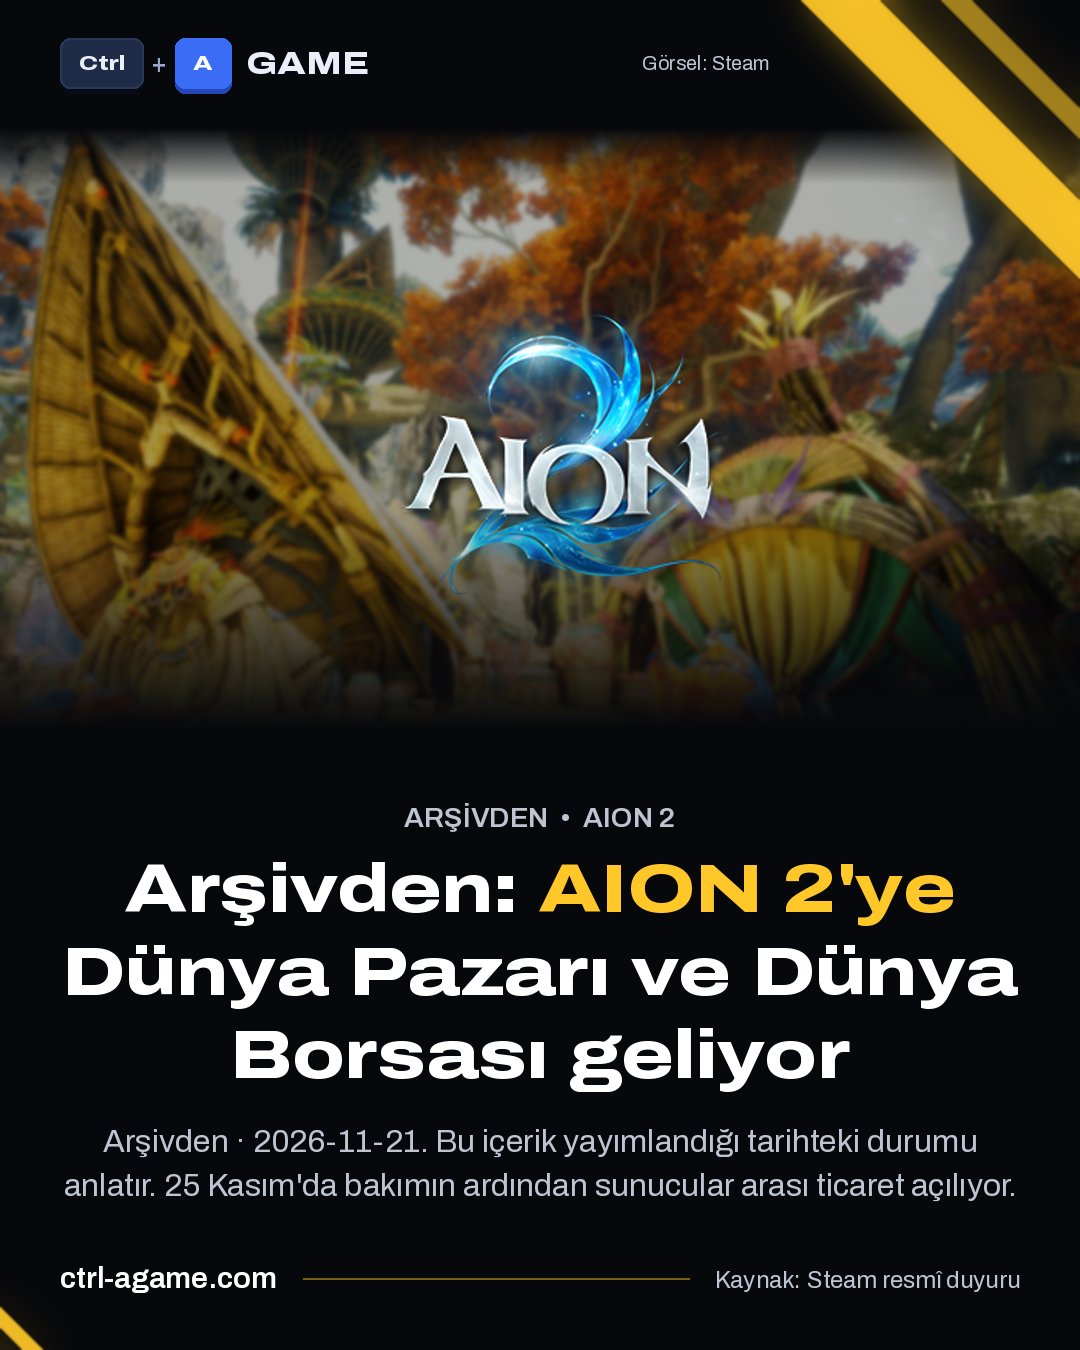 Ctrl + A GAME
Görsel: Steam
AION 2
ARŞİVDEN • AION 2
Arşivden: AION 2'ye
Dünya Pazarı ve Dünya
Borsası geliyor
Arşivden · 2026-11-21. Bu içerik yayımlandığı tarihteki durumu
anlatır. 25 Kasım'da bakımın ardından sunucular arası ticaret açılıyor.
ctrl-agame.com
Kaynak: Steam resmî duyuru